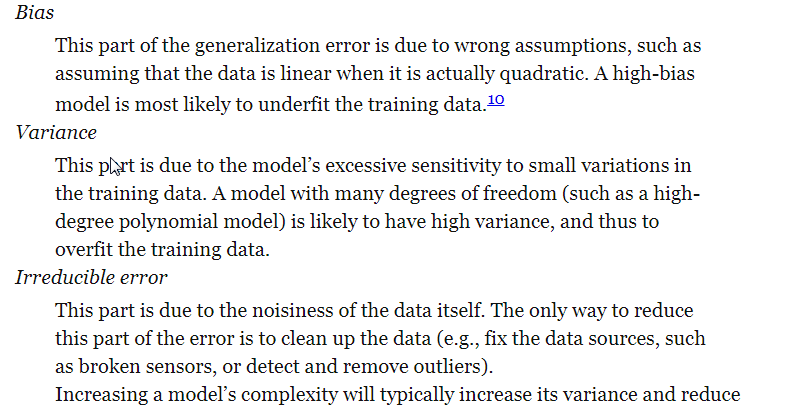 Bias
This part of the generalization error is due to wrong assumptions, such as
assuming that the data is linear when it is actually quadratic. A high-bias
model is most likely to underfit the training data.10
Variance
This part is due to the model’s excessive sensitivity to small variations in
the training data. A model with many degrees of freedom (such as a high-
degree polynomial model) is likely to have high variance, and thus to
overfit the training data.
Irreducible error
This part is due to the noisiness of the data itself. The only way to reduce
this part of the error is to clean up the data (e.g., fix the data sources, such
as broken sensors, or detect and remove outliers).
Increasing a model’s complexity will typically increase its variance and reduce